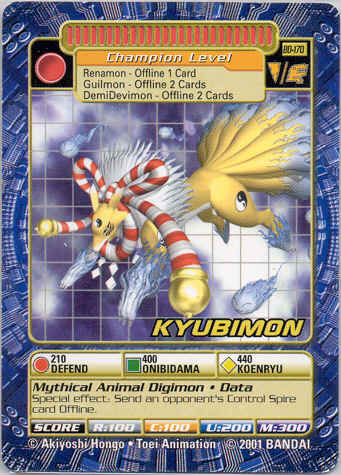 BO-170
Champion Level
Renamon - Offline 1 Card
Guilmon - Offline 2 Cards
DemiDevimon - Offline 2 Cards
KYUBIMON
210 DEFEND
400 ONIBIDAMA
440 KOENRYU
Mythical Animal Digimon • Data
Special effect: Send an opponent's Control Spire
card Offline.
SCORE R:100 C:100 U:200 M:300
© Akiyoshi/Hongo • Toei Animation © 2001 BANDAI